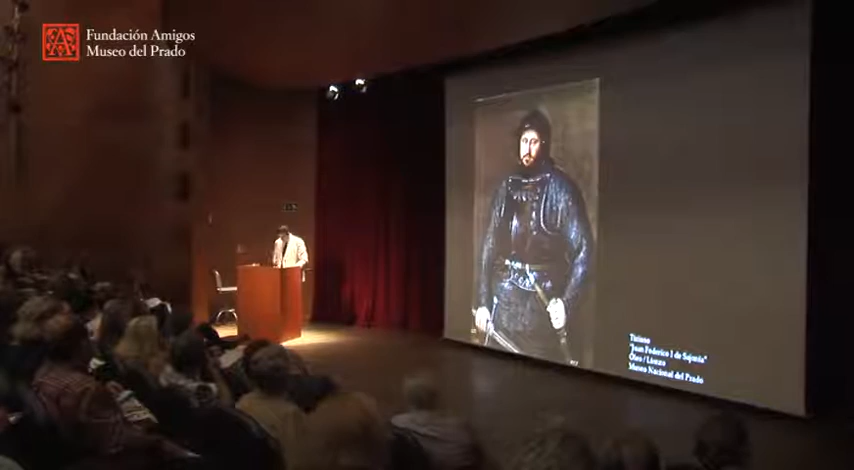 Fundación Amigos
Museo del Prado
Tiziano
"Juan Federico I de Sajonia"
Óleo / Lienzo
Museo Nacional del Prado